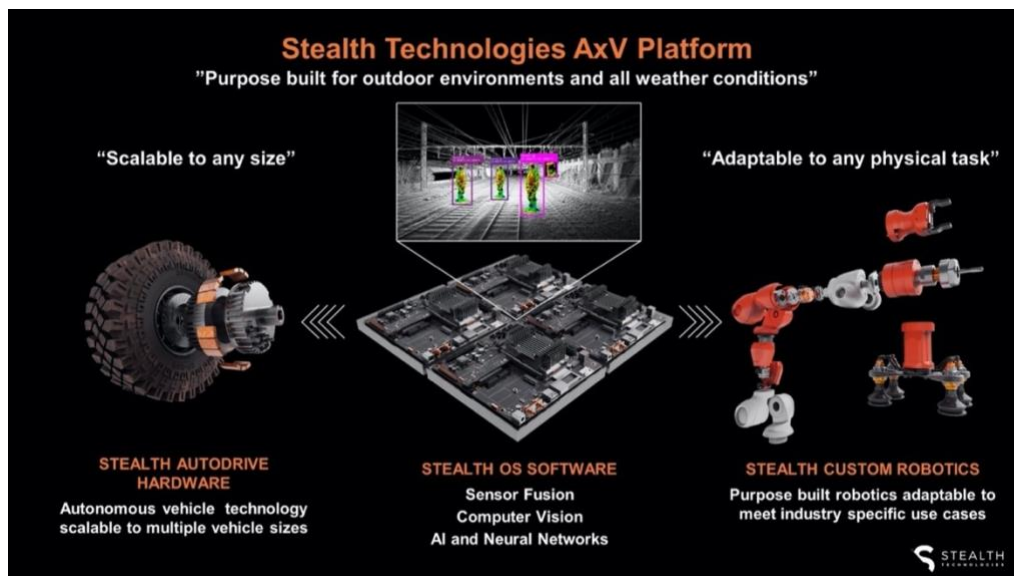 Stealth Technologies AxV Platform
”Purpose built for outdoor environments and all weather conditions”
“Scalable to any size”
“Adaptable to any physical task”
STEALTH AUTODRIVE
HARDWARE
Autonomous vehicle technology
scalable to multiple vehicle sizes
STEALTH OS SOFTWARE
Sensor Fusion
Computer Vision
AI and Neural Networks
STEALTH CUSTOM ROBOTICS
Purpose built robotics adaptable to
meet industry specific use cases
STEALTH
TECHNOLOGIES